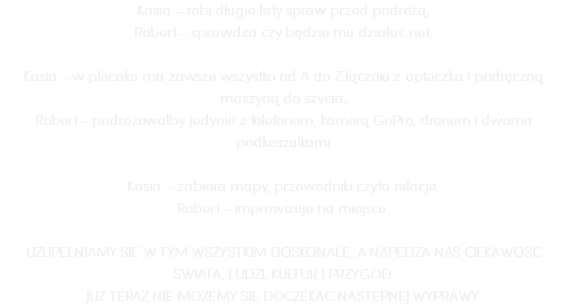 Kasia – robi długie listy spraw przed podróżą,
Robert – sprawdza czy będzie mu działać net.
Kasia – w plecaku ma zawsze wszystko od A do Z łącznie z apteczką i podręczną
maszyną do szycia,
Robert – podróżowałby jedynie z telefonem, kamerą GoPro, dronem i dwoma
podkoszulkami
Kasia – zabiera mapy, przewodniki czyta relacje,
Robert – improwizuje na miejscu.
UZUPEŁNIAMY SIĘ W TYM WSZYSTKIM DOSKONALE, A NAPĘDZA NAS CIEKAWOŚĆ
ŚWIATA, LUDZI, KULTUR I PRZYGÓD.
JUŻ TERAZ NIE MOŻEMY SIĘ DOCZEKAĆ NASTĘPNEJ WYPRAWY.